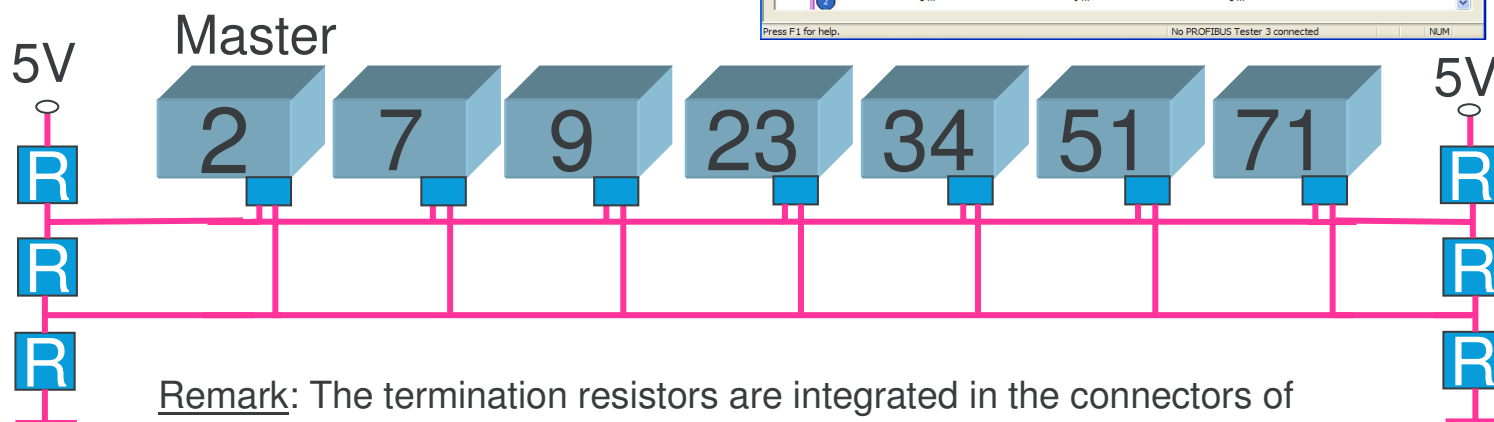 Press F1 for help. No PROFIBUS Tester 3 connected NUM
Master
5V 5V
2 7 9 23 34 51 71
R R
R R
R R
Remark: The termination resistors are integrated in the connectors of